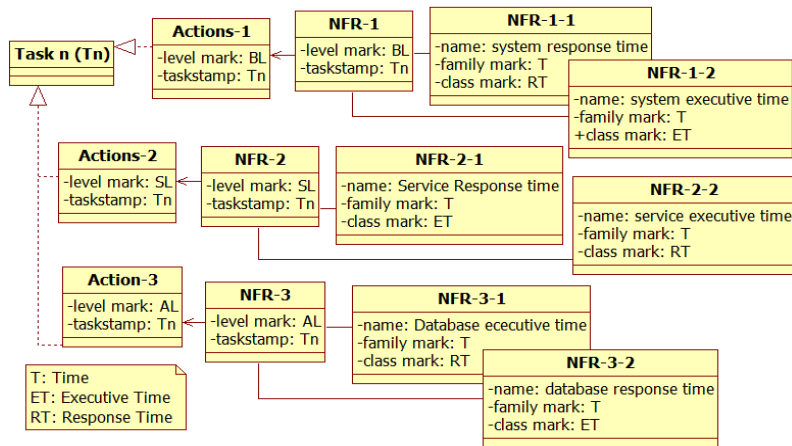 Task n (Tn)
Actions-1
-level mark: BL
-taskstamp: Tn
NFR-1
-level mark: BL
-taskstamp: Tn
NFR-1-1
-name: system response time
-family mark: T
-class mark: RT
NFR-1-2
-name: system executive time
-family mark: T
+class mark: ET
Actions-2
-level mark: SL
-taskstamp: Tn
NFR-2
-level mark: SL
-taskstamp: Tn
NFR-2-1
-name: Service Response time
-family mark: T
-class mark: ET
NFR-2-2
-name: service executive time
-family mark: T
-class mark: RT
Action-3
-level mark: AL
-taskstamp: Tn
NFR-3
-level mark: AL
-taskstamp: Tn
NFR-3-1
-name: Database ececutive time
-family mark: T
-class mark: RT
NFR-3-2
-name: database response time
-family mark: T
-class mark: ET
T: Time
ET: Executive Time
RT: Response Time